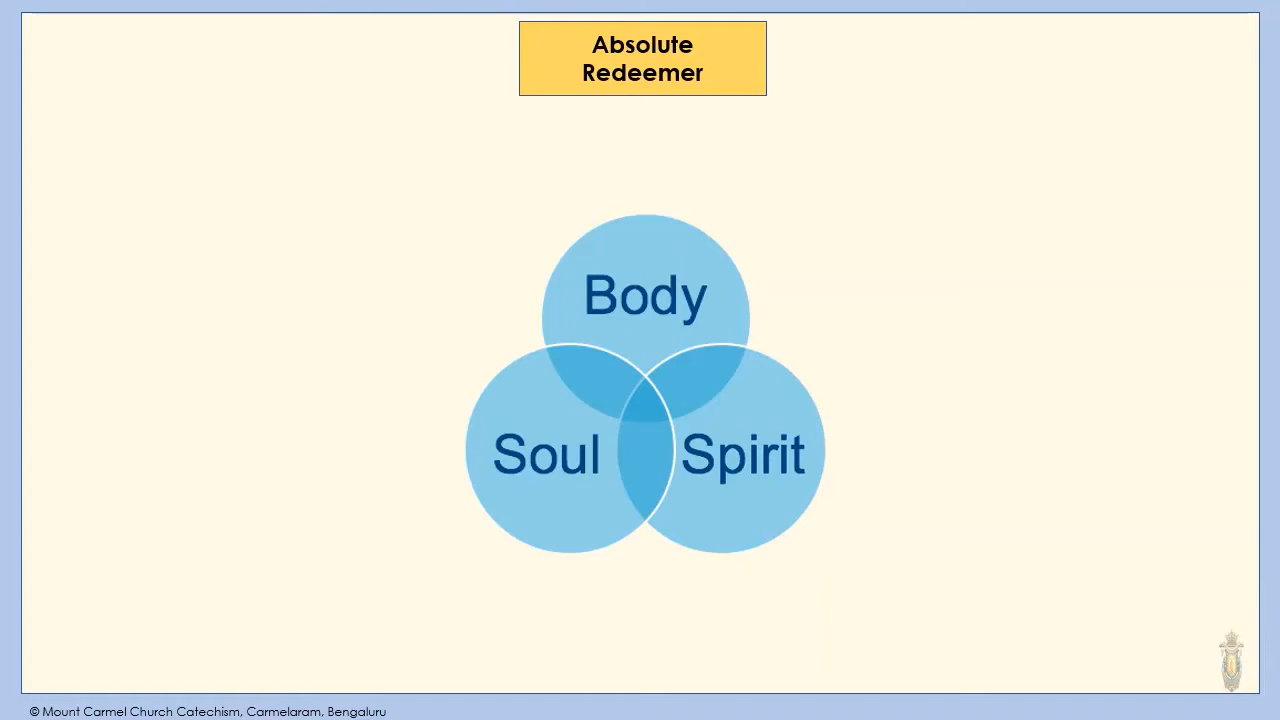 Absolute
Redeemer
Body
Soul
Spirit
© Mount Carmel Church Catechism, Carmelaram, Bengaluru